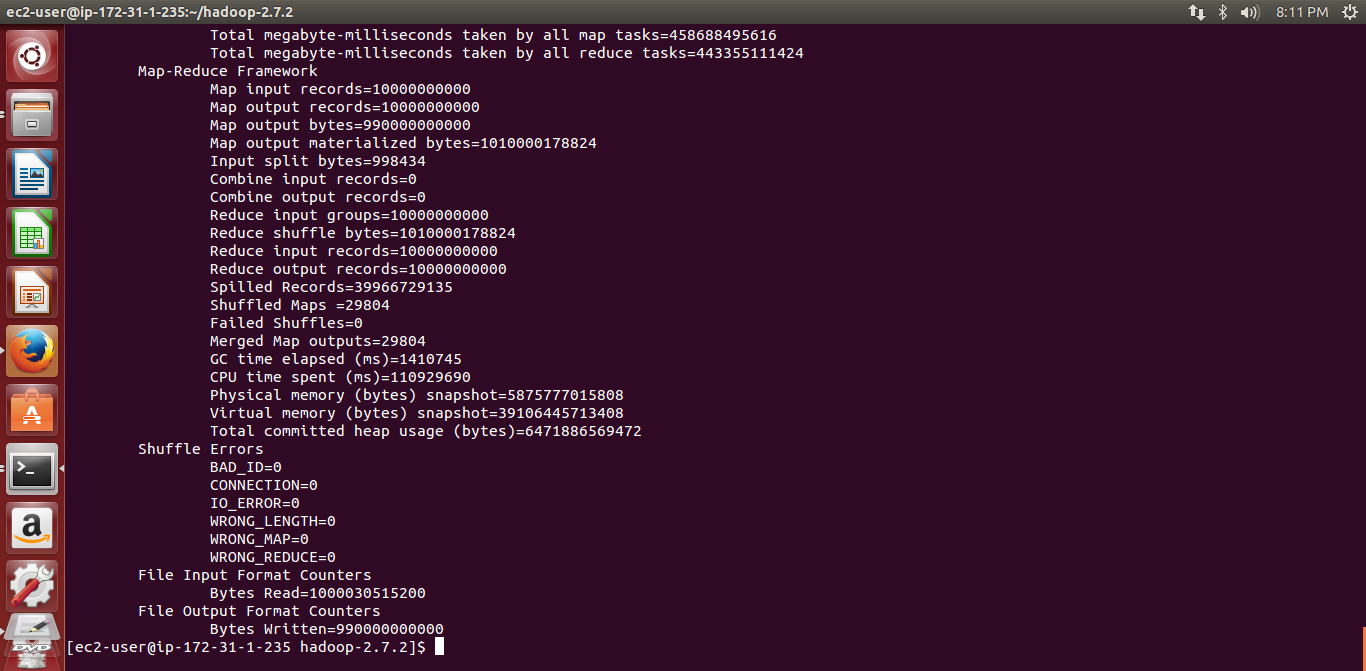 ec2-user@ip-172-31-1-235:~/hadoop-2.7.2
8:11 PM
Total megabyte-milliseconds taken by all map tasks=458688495616
Total megabyte-milliseconds taken by all reduce tasks=443355111424
Map-Reduce Framework
Map input records=10000000000
Map output records=10000000000
Map output bytes=990000000000
Map output materialized bytes=1010000178824
Input split bytes=998434
Combine input records=0
Combine output records=0
Reduce input groups=10000000000
Reduce shuffle bytes=1010000178824
Reduce input records=10000000000
Reduce output records=10000000000
Spilled Records=39966729135
Shuffled Maps =29804
Failed Shuffles=0
Merged Map outputs=29804
GC time elapsed (ms)=1410745
CPU time spent (ms)=110929690
Physical memory (bytes) snapshot=5875777015808
Virtual memory (bytes) snapshot=39106445713408
Total committed heap usage (bytes)=6471886569472
Shuffle Errors
BAD_ID=0
CONNECTION=0
IO_ERROR=0
WRONG_LENGTH=0
WRONG_MAP=0
WRONG_REDUCE=0
File Input Format Counters
Bytes Read=1000030515200
File Output Format Counters
Bytes Written=990000000000
[ec2-user@ip-172-31-1-235 hadoop-2.7.2]$
>_
a
DVD